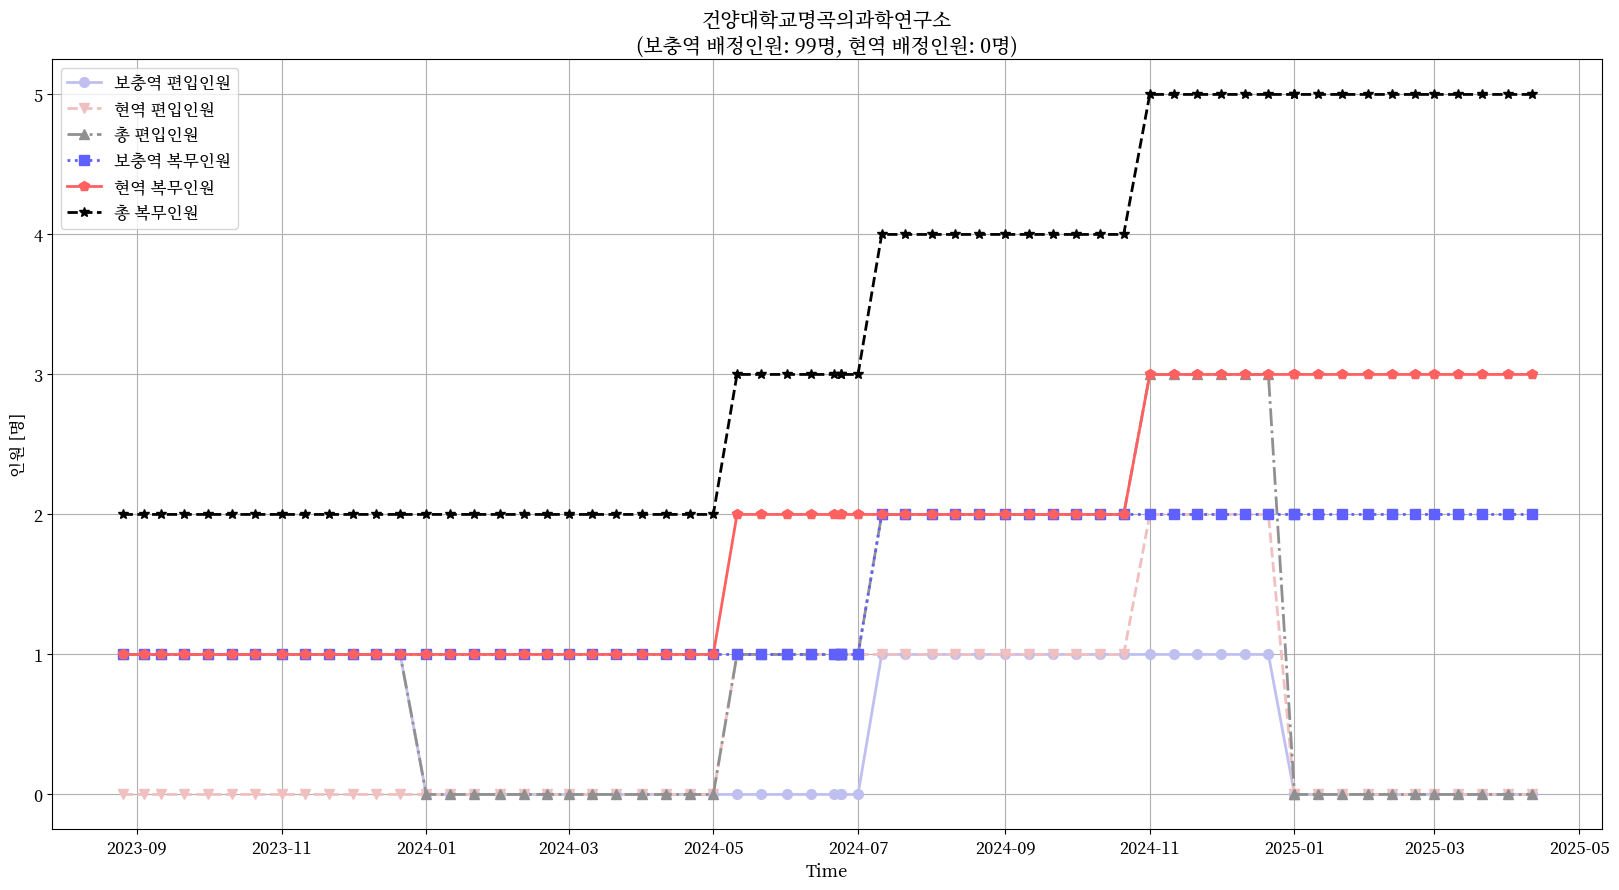 건양대학교명곡의과학연구소
(보충역 배정인원: 99명, 현역 배정인원: 0명)
보충역 편입인원
현역 편입인원
총 편입인원
보충역 복무인원
현역 복무인원
총 복무인원
인원 [명]
5
4
3
2
1
0
2023-09
2023-11
2024-01
2024-03
2024-05
2024-07
2024-09
2024-11
2025-01
2025-03
2025-05
Time